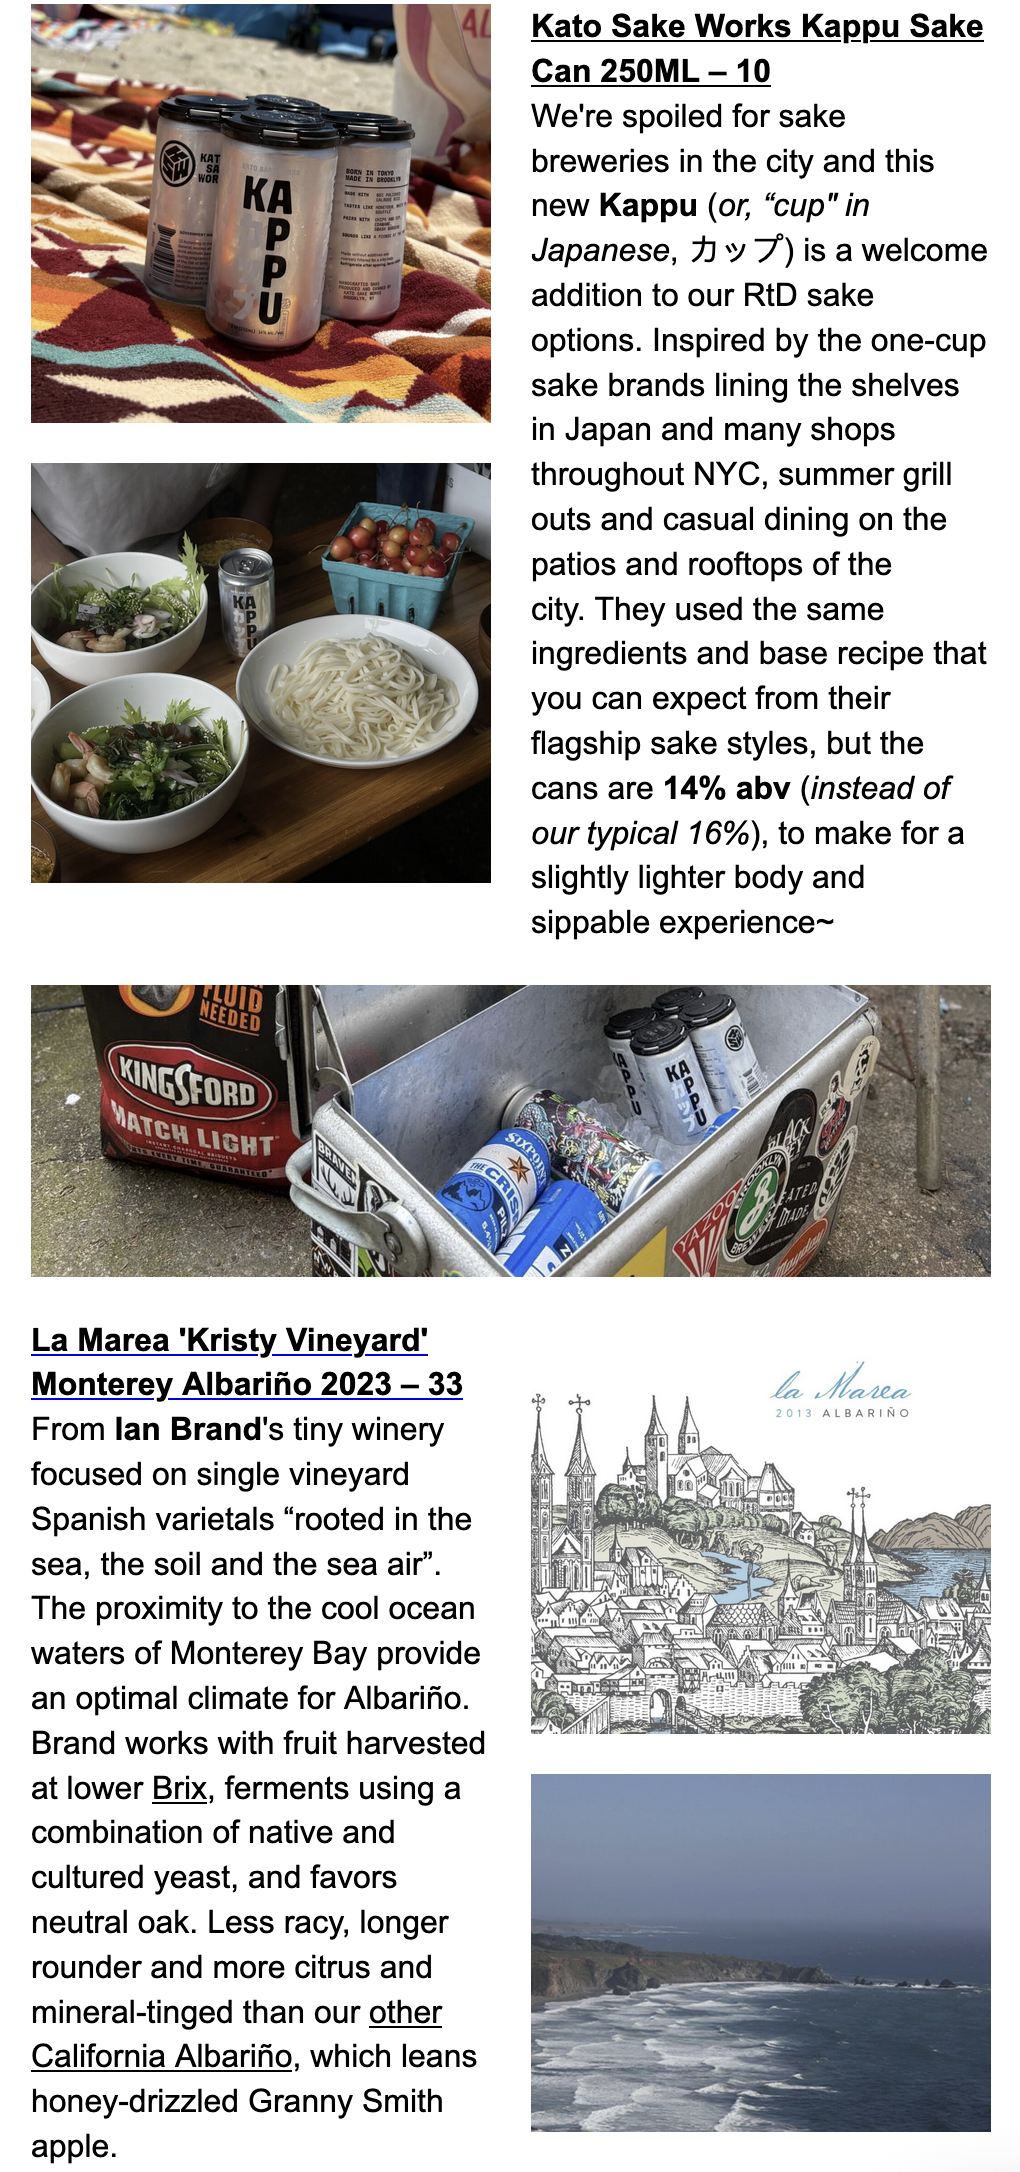 Kato Sake Works Kappu Sake
Can 250ML – 10
We're spoiled for sake
breweries in the city and this
new Kappu (or, “cup" in
Japanese, カップ) is a welcome
addition to our RtD sake
options. Inspired by the one-cup
sake brands lining the shelves
in Japan and many shops
throughout NYC, summer grill
outs and casual dining on the
patios and rooftops of the
city. They used the same
ingredients and base recipe that
you can expect from their
flagship sake styles, but the
cans are 14% abv (instead of
our typical 16%), to make for a
slightly lighter body and
sippable experience~
AL
KAT
SA
WOR
KA
P
P
U
BORN IN TOKYO
MADE IN BROOKLYN
KA
P
P
U
FLUID
NEEDED
KINGSFORD
MATCH LIGHT
BRAVE
SIXPOINT
THE CRISP
KA
P
P
U
KA
P
P
U
カップ
BLACK
BROOKLYN
B
YAZOO
La Marea 'Kristy Vineyard'
Monterey Albariño 2023 – 33
From Ian Brand's tiny winery
focused on single vineyard
Spanish varietals “rooted in the
sea, the soil and the sea air”.
The proximity to the cool ocean
waters of Monterey Bay provide
an optimal climate for Albariño.
Brand works with fruit harvested
at lower Brix, ferments using a
combination of native and
cultured yeast, and favors
neutral oak. Less racy, longer
rounder and more citrus and
mineral-tinged than our other
California Albariño, which leans
honey-drizzled Granny Smith
apple.
la Marea
2013 ALBARIÑO